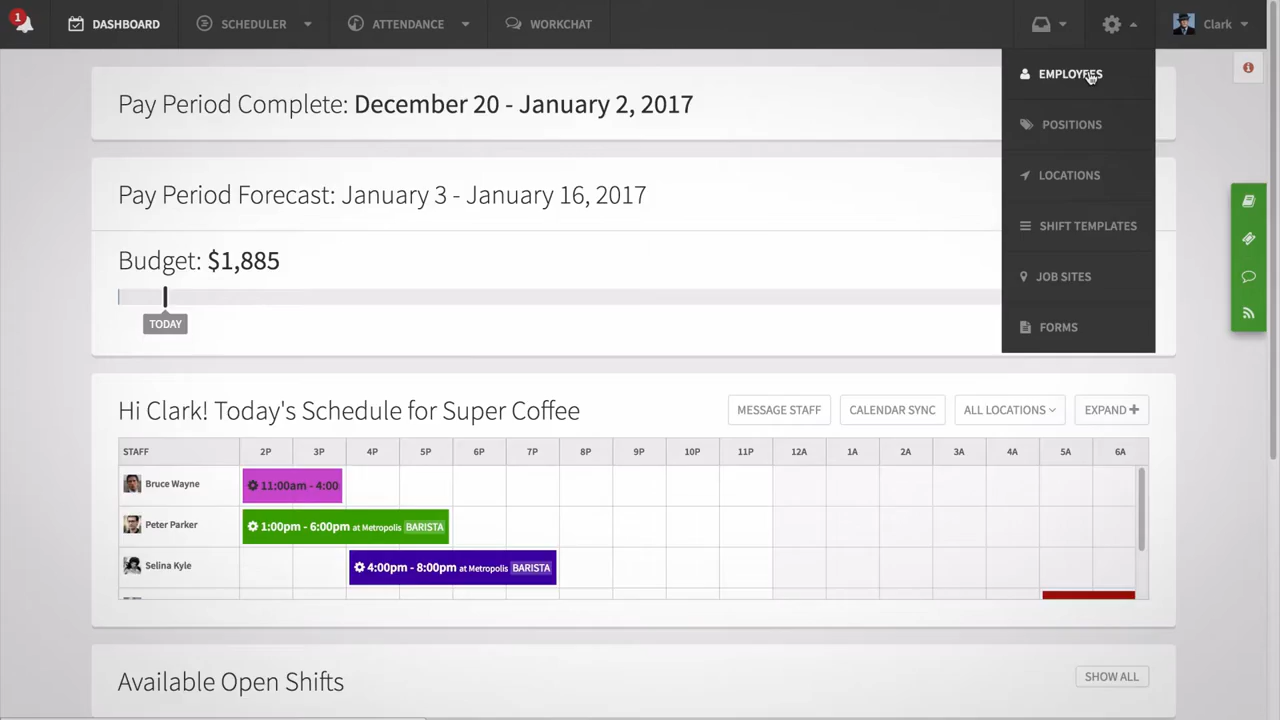 1
DASHBOARD
SCHEDULER
ATTENDANCE
WORKCHAT
Clark
EMPLOYEES
POSITIONS
LOCATIONS
SHIFT TEMPLATES
JOB SITES
FORMS
Pay Period Complete: December 20 - January 2, 2017
Pay Period Forecast: January 3 - January 16, 2017
Budget: $1,885
TODAY
Hi Clark! Today's Schedule for Super Coffee
MESSAGE STAFF
CALENDAR SYNC
ALL LOCATIONS
EXPAND
STAFF 2P 3P 4P 5P 6P 7P 8P 9P 10P 11P 12A 1A 2A 3A 4A 5A 6A
Bruce Wayne 11:00am - 4:00
Peter Parker 1:00pm - 6:00pm at Metropolis BARISTA
Selina Kyle 4:00pm - 8:00pm at Metropolis BARISTA
Available Open Shifts
SHOW ALL